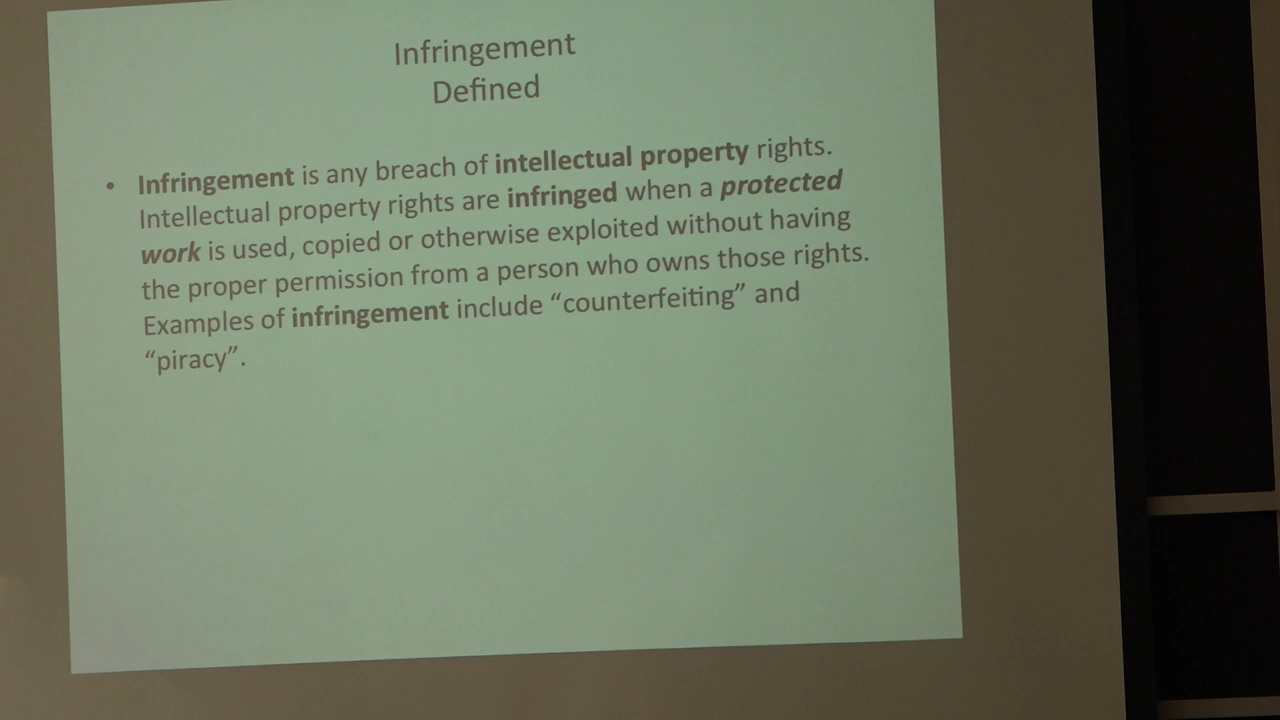 Infringement
Defined
• Infringement is any breach of intellectual property rights.
Intellectual property rights are infringed when a protected
work is used, copied or otherwise exploited without having
the proper permission from a person who owns those rights.
Examples of infringement include “counterfeiting” and
“piracy”.